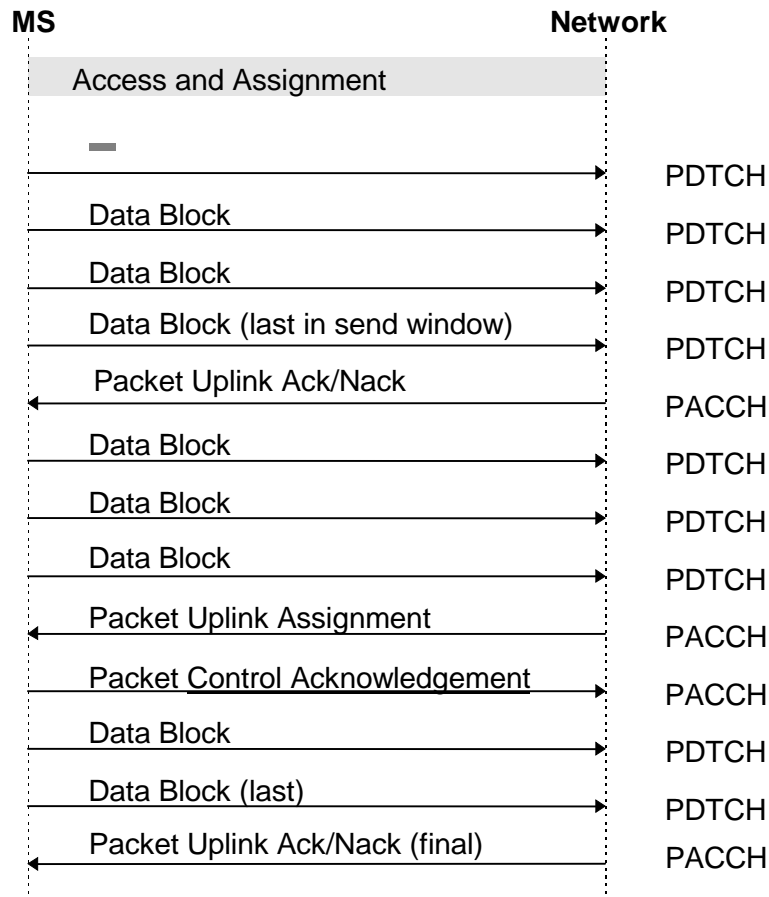 MS Network
Access and Assignment
PDTCH
Data Block PDTCH
Data Block PDTCH
Data Block (last in send window) PDTCH
Packet Uplink Ack/Nack PACCH
Data Block PDTCH
Data Block PDTCH
Data Block PDTCH
Packet Uplink Assignment PACCH
Packet Control Acknowledgement PACCH
Data Block PDTCH
Data Block (last) PDTCH
Packet Uplink Ack/Nack (final) PACCH